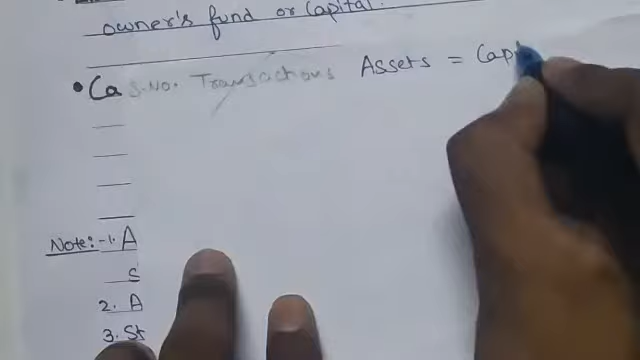 owner's fund or Capital.
• Ca S.No. Transactions Assets = Cap
Note:- 1. A
S
2. A
3. St